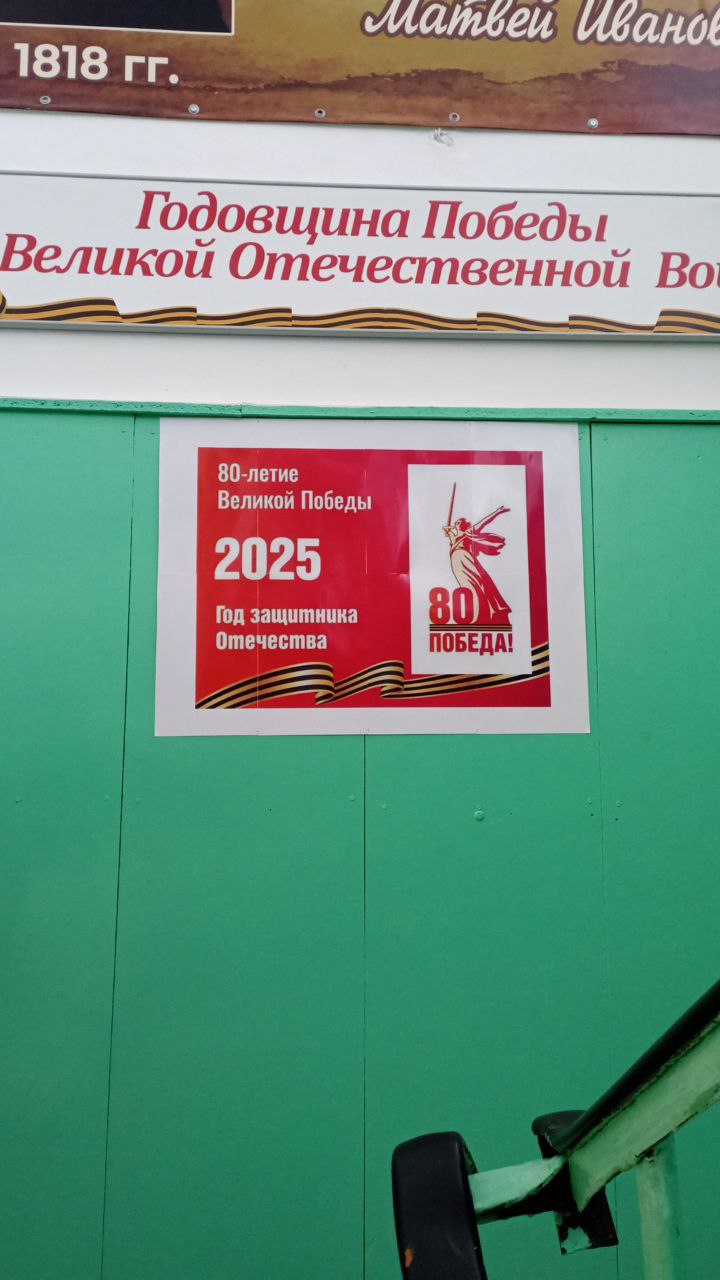 Матвей Иванов
1818 гг.
Годовщина Победы
Великой Отечественной
80-летие
Великой Победы
2025
Год защитника
Отечества
80
ПОБЕДА!